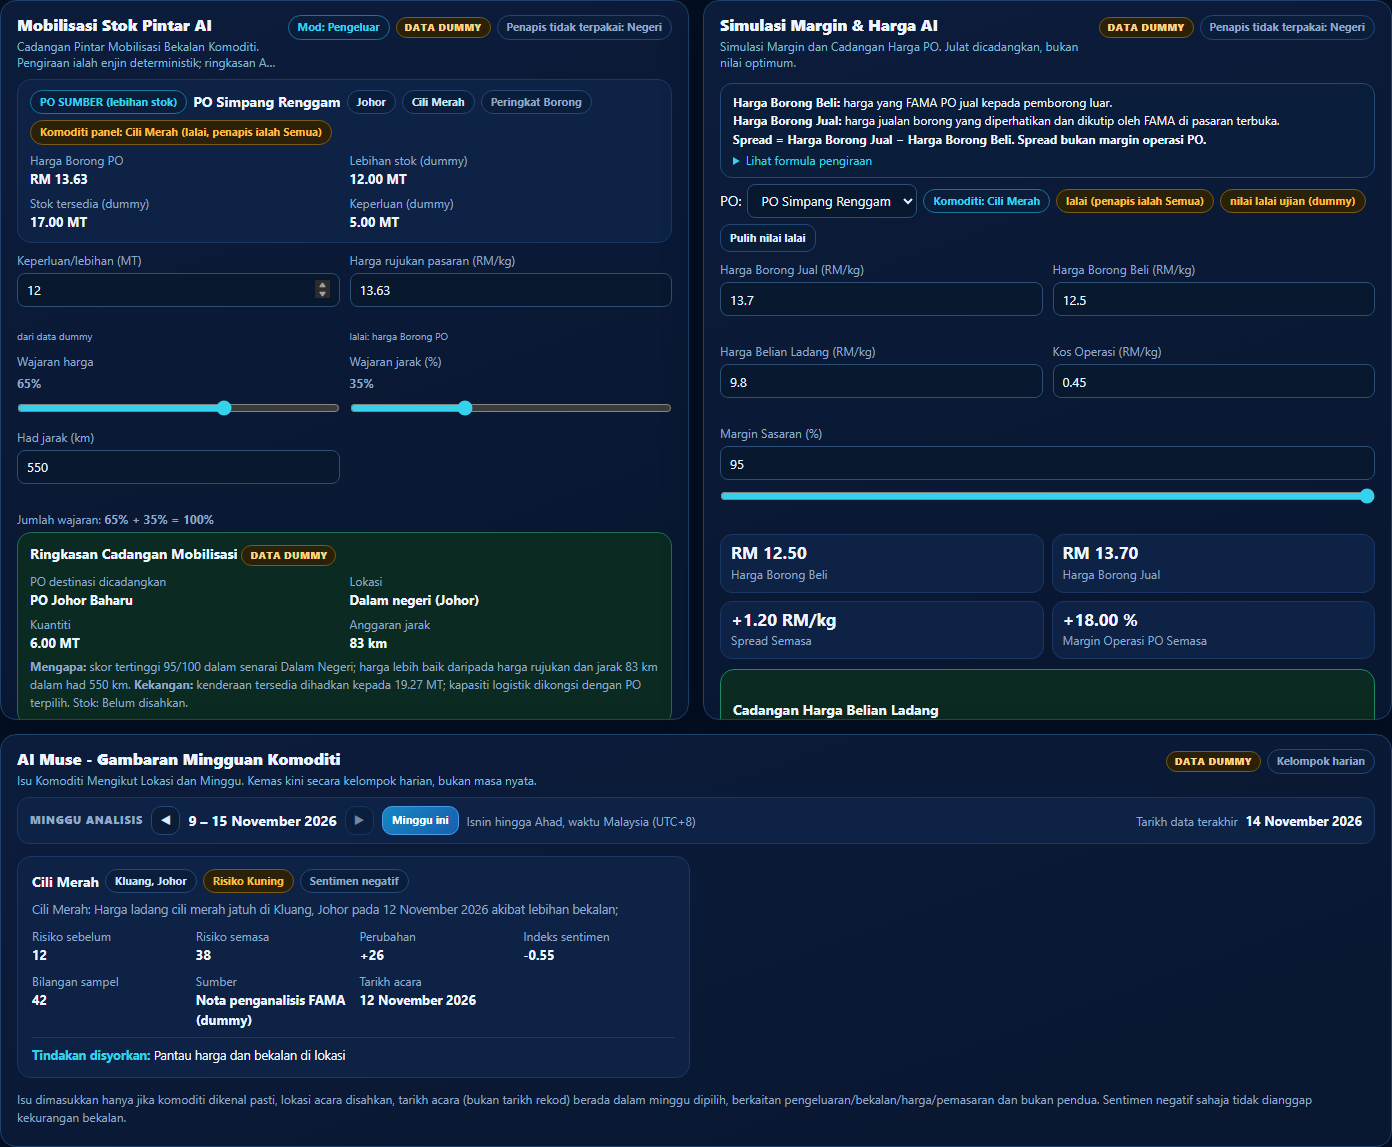 Mobilisasi Stok Pintar AI
Mod: Pengeluar
DATA DUMMY
Penapis tidak terpakai: Negeri
Cadangan Pintar Mobilisasi Bekalan Komoditi.
Pengiraan ialah enjin deterministik; ringkasan A...
PO SUMBER (lebihan stok)
PO Simpang Renggam
Johor
Cili Merah
Peringkat Borong
Komoditi panel: Cili Merah (lalai, penapis ialah Semua)
Harga Borong PO
RM 13.63
Lebihan stok (dummy)
12.00 MT
Stok tersedia (dummy)
17.00 MT
Keperluan (dummy)
5.00 MT
Keperluan/lebihan (MT)
12
dari data dummy
Harga rujukan pasaran (RM/kg)
13.63
lalai: harga Borong PO
Wajaran harga
65%
Wajaran jarak (%)
35%
Had jarak (km)
550
Jumlah wajaran: 65% + 35% = 100%
Ringkasan Cadangan Mobilisasi
DATA DUMMY
PO destinasi dicadangkan
PO Johor Baharu
Lokasi
Dalam negeri (Johor)
Kuantiti
6.00 MT
Anggaran jarak
83 km
Mengapa: skor tertinggi 95/100 dalam senarai Dalam Negeri; harga lebih baik daripada harga rujukan dan jarak 83 km
dalam had 550 km. Kekangan: kenderaan tersedia dihadkan kepada 19.27 MT; kapasiti logistik dikongsi dengan PO
terpilih. Stok: Belum disahkan.
Simulasi Margin & Harga AI
DATA DUMMY
Penapis tidak terpakai: Negeri
Simulasi Margin dan Cadangan Harga PO. Julat dicadangkan, bukan
nilai optimum.
Harga Borong Beli: harga yang FAMA PO jual kepada pemborong luar.
Harga Borong Jual: harga jualan borong yang diperhatikan dan dikutip oleh FAMA di pasaran terbuka.
Spread = Harga Borong Jual − Harga Borong Beli. Spread bukan margin operasi PO.
▶ Lihat formula pengiraan
PO:
PO Simpang Renggam
Komoditi: Cili Merah
lalai (penapis ialah Semua)
nilai lalai ujian (dummy)
Pulih nilai lalai
Harga Borong Jual (RM/kg)
13.7
Harga Borong Beli (RM/kg)
12.5
Harga Belian Ladang (RM/kg)
9.8
Kos Operasi (RM/kg)
0.45
Margin Sasaran (%)
95
RM 12.50
Harga Borong Beli
RM 13.70
Harga Borong Jual
+1.20 RM/kg
Spread Semasa
+18.00 %
Margin Operasi PO Semasa
Cadangan Harga Belian Ladang
AI Muse - Gambaran Mingguan Komoditi
DATA DUMMY
Kelompok harian
Isu Komoditi Mengikut Lokasi dan Minggu. Kemas kini secara kelompok harian, bukan masa nyata.
MINGGU ANALISIS
◀
9 – 15 November 2026
▶
Minggu ini
Isnin hingga Ahad, waktu Malaysia (UTC+8)
Tarikh data terakhir 14 November 2026
Cili Merah
Kluang, Johor
Risiko Kuning
Sentimen negatif
Cili Merah: Harga ladang cili merah jatuh di Kluang, Johor pada 12 November 2026 akibat lebihan bekalan;
Risiko sebelum
12
Risiko semasa
38
Perubahan
+26
Indeks sentimen
-0.55
Bilangan sampel
42
Sumber
Nota penganalisis FAMA
(dummy)
Tarikh acara
12 November 2026
Tindakan disyorkan: Pantau harga dan bekalan di lokasi
Isu dimasukkan hanya jika komoditi dikenal pasti, lokasi acara disahkan, tarikh acara (bukan tarikh rekod) berada dalam minggu dipilih, berkaitan pengeluaran/bekalan/harga/pemasaran dan bukan pendua. Sentimen negatif sahaja tidak dianggap
kekurangan bekalan.